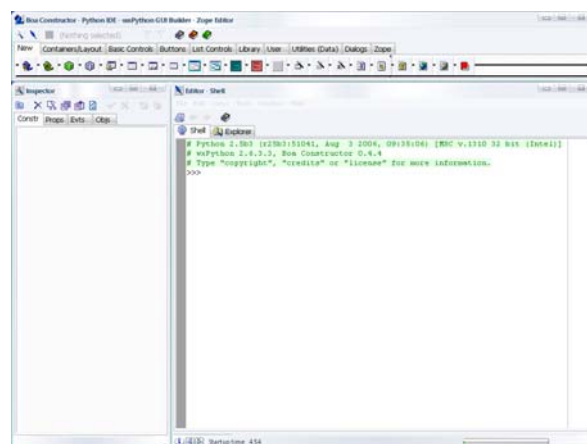 Boa Constructor - Python IDE - wxPython GUI Builder - Zope Editor
(Nothing selected)
New Containers/Layout Basic Controls Buttons List Controls Library User Utilities (Data) Dialogs Zope
Inspector
Constr Props Evts Objs
Editor - Shell
Shell Explorer
# Python 2.5b3 (r25b3:51041, Aug 3 2006, 09:35:06) [MSC v.1310 32 bit (Intel)]
# wxPython 2.6.3.3, Boa Constructor 0.4.4
# Type "copyright", "credits" or "license" for more information.
>>>
Startup time 454